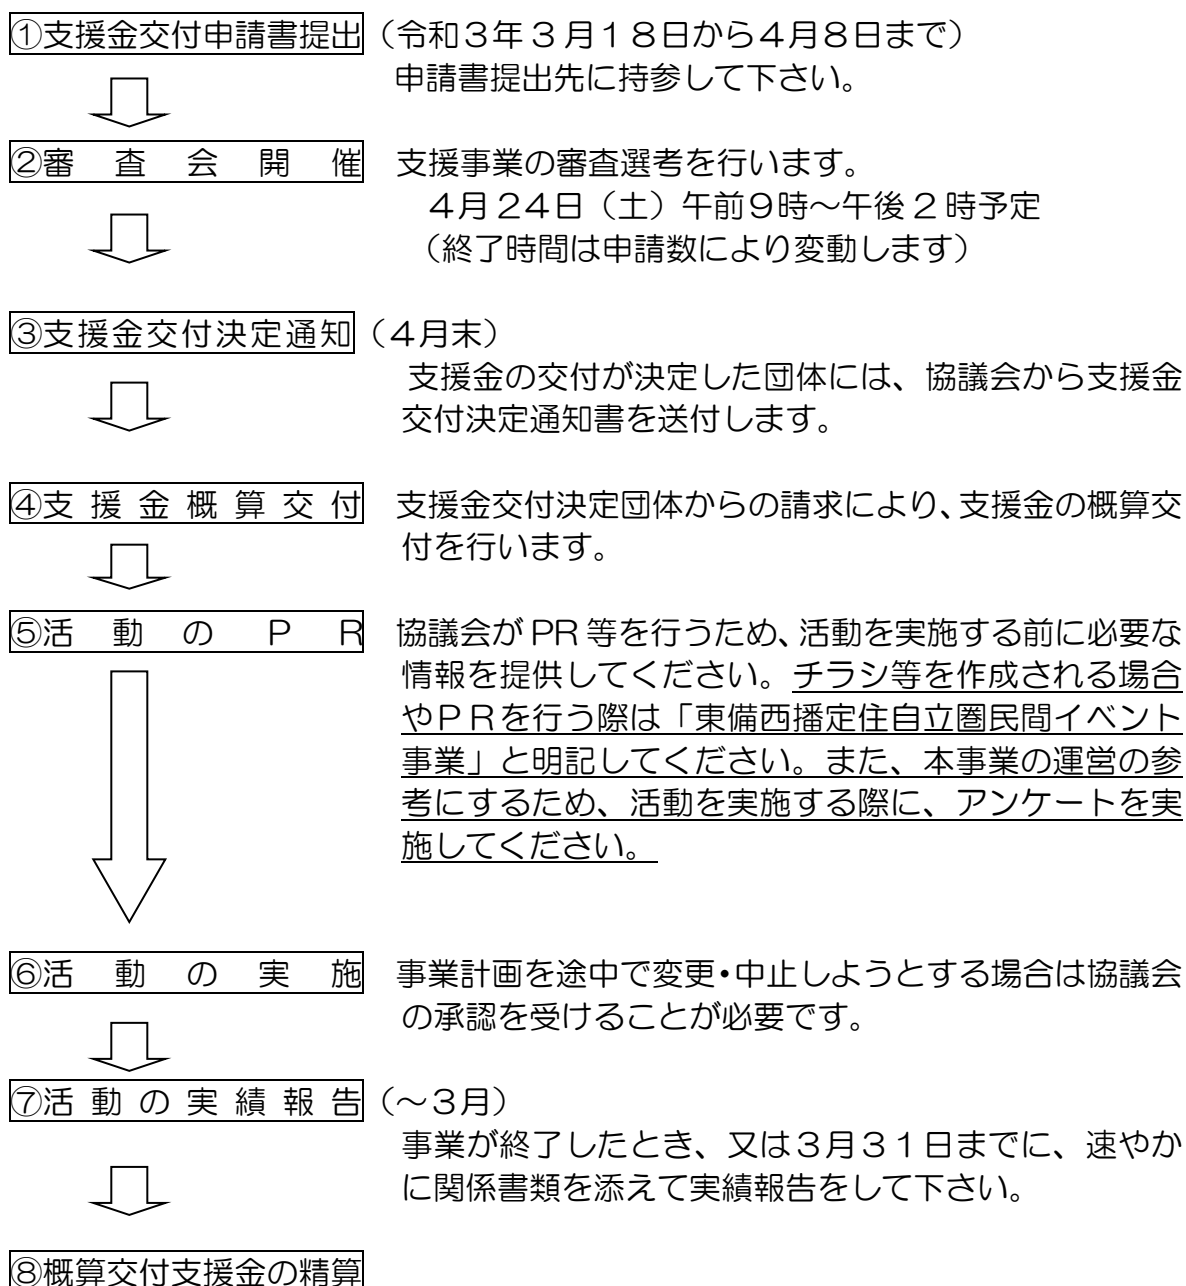 ①支援金交付申請書提出（令和３年３月１８日から４月８日まで）
申請書提出先に持参して下さい。
②審査会開催 支援事業の審査選考を行います。
４月２４日（土）午前９時～午後２時予定
（終了時間は申請数により変動します）
③支援金交付決定通知（４月末）
支援金の交付が決定した団体には、協議会から支援金
交付決定通知書を送付します。
④支援金概算交付 支援金交付決定団体からの請求により、支援金の概算交
付を行います。
⑤活動のＰＲ 協議会が PR 等を行うため、活動を実施する前に必要な
情報を提供してください。チラシ等を作成される場合
やＰＲを行う際は「東備西播定住自立圏民間イベント
事業」と明記してください。また、本事業の運営の参
考にするため、活動を実施する際に、アンケートを実
施してください。
⑥活動の実施 事業計画を途中で変更・中止しようとする場合は協議会
の承認を受けることが必要です。
⑦活動の実績報告（～３月）
事業が終了したとき、又は３月３１日までに、速やか
に関係書類を添えて実績報告をして下さい。
⑧概算交付支援金の精算